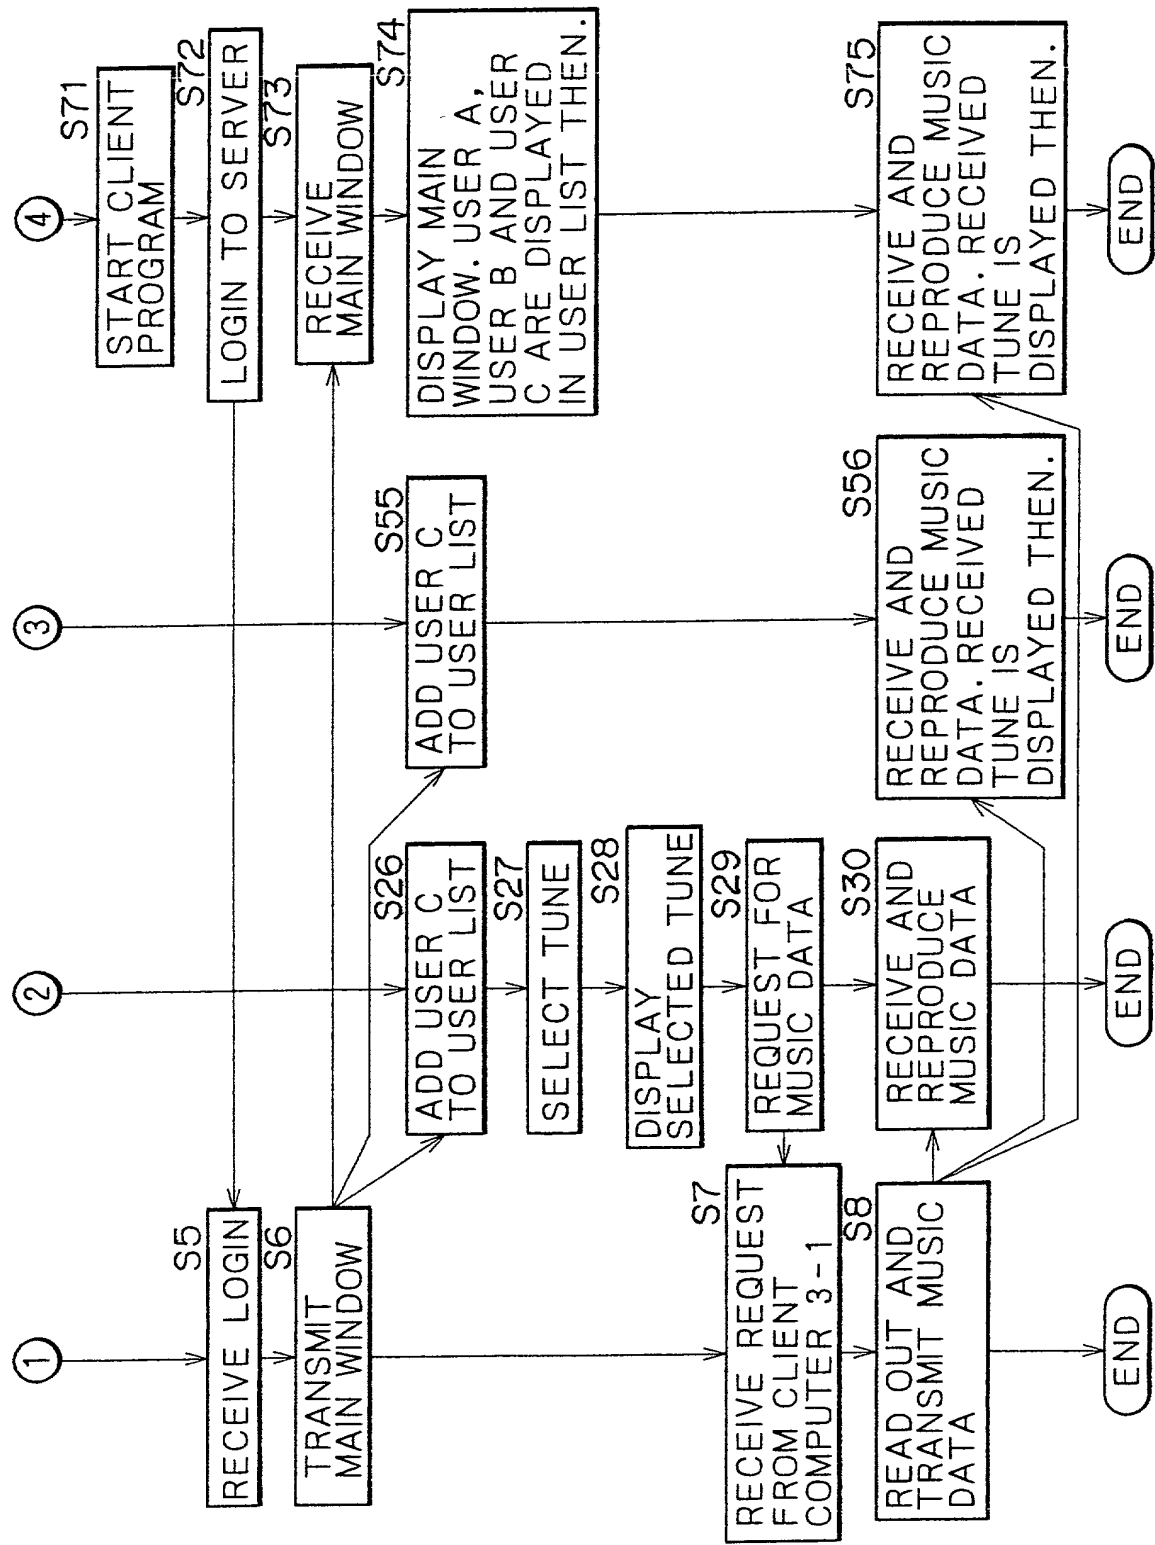 1
S5
RECEIVE LOGIN
S6
TRANSMIT
MAIN WINDOW
S7
RECEIVE REQUEST
FROM CLIENT
COMPUTER 3-1
S8
READ OUT AND
TRANSMIT MUSIC
DATA
END
2
S26
ADD USER C
TO USER LIST
S27
SELECT TUNE
S28
DISPLAY
SELECTED TUNE
S29
REQUEST FOR
MUSIC DATA
S30
RECEIVE AND
REPRODUCE
MUSIC DATA
END
3
S55
ADD USER C
TO USER LIST
S56
RECEIVE AND
REPRODUCE MUSIC
DATA. RECEIVED
TUNE IS
DISPLAYED THEN.
END
4
S71
START CLIENT
PROGRAM
S72
LOGIN TO SERVER
S73
RECEIVE
MAIN WINDOW
S74
DISPLAY MAIN
WINDOW. USER A,
USER B AND USER
C ARE DISPLAYED
IN USER LIST THEN.
S75
RECEIVE AND
REPRODUCE MUSIC
DATA. RECEIVED
TUNE IS
DISPLAYED THEN.
END